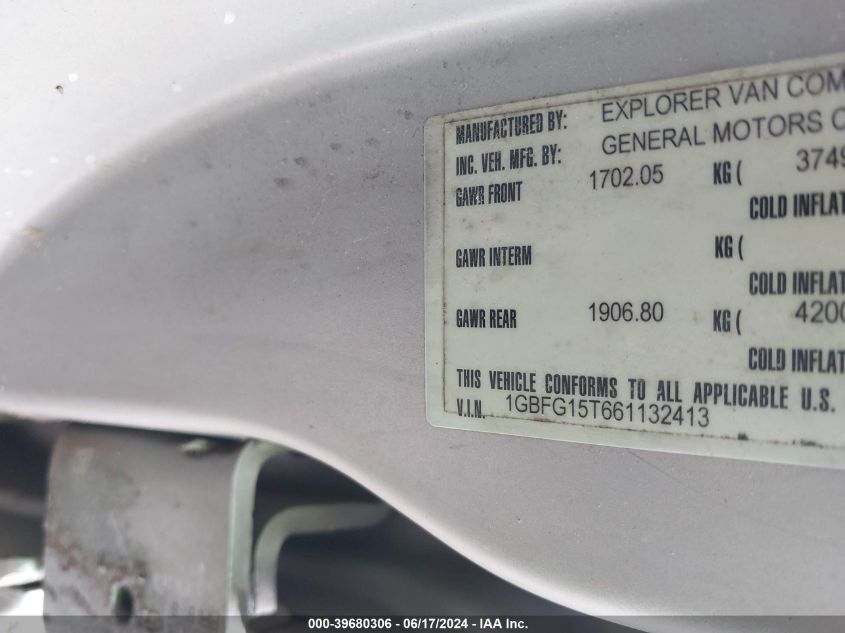 MANUFACTURED BY: EXPLORER VAN COM
INC. VEH. MFG. BY: GENERAL MOTORS C
GAWR FRONT 1702.05 KG ( 3749
COLD INFLAT
GAWR INTERM KG (
COLD INFLAT
GAWR REAR 1906.80 KG ( 4200
COLD INFLAT
THIS VEHICLE CONFORMS TO ALL APPLICABLE U.S.
V.I.N. 1GBFG15T661132413
000-39680306 - 06/17/2024 - IAA Inc.